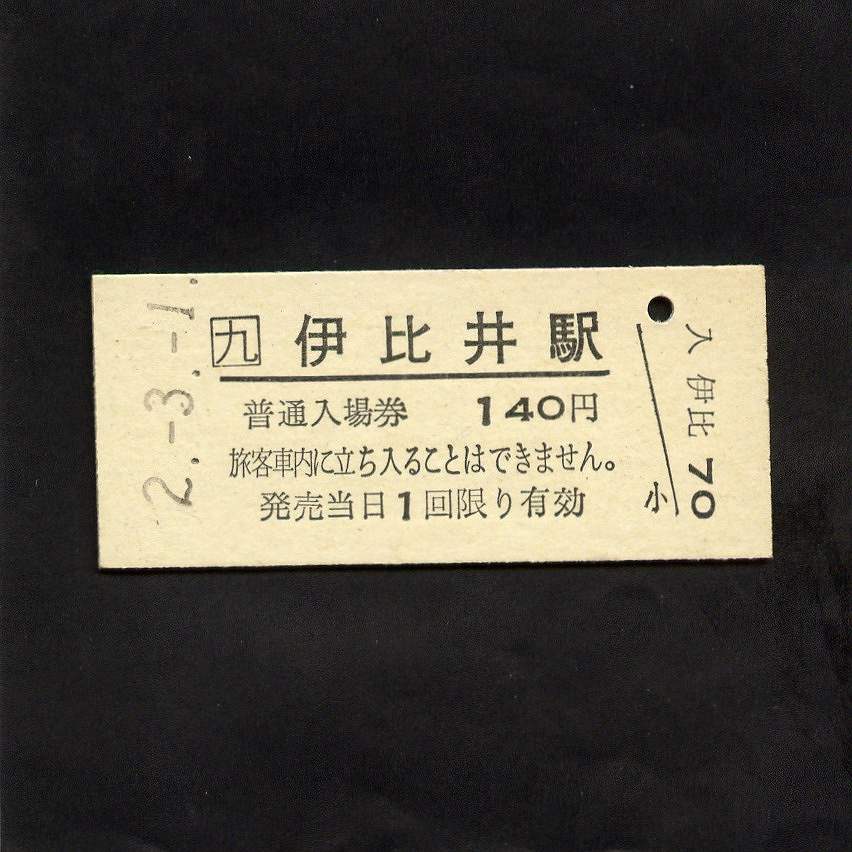 2.-3.-1.
九 伊比井駅
普通入場券 140円
旅客車内に立ち入ることはできません。
発売当日1回限り有効
小
入 伊比 70